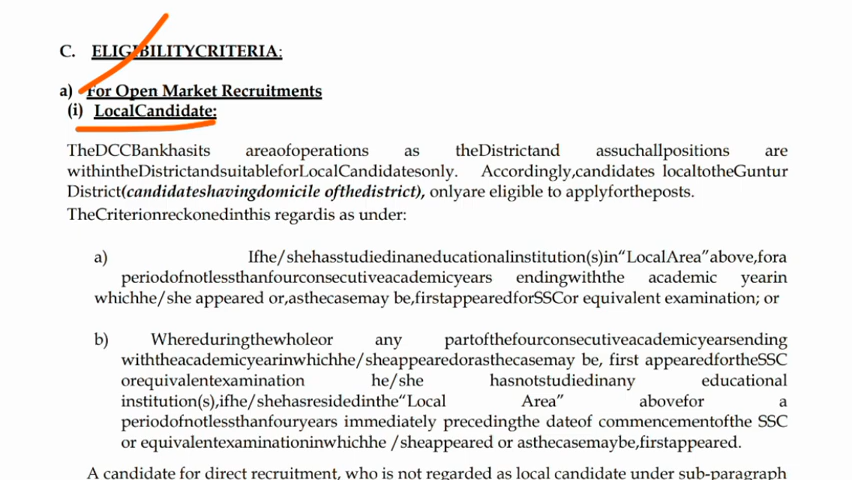 C. ELIGIBILITYCRITERIA:
a) For Open Market Recruitments
(i) LocalCandidate:
TheDCCBankhasits areaofoperations as theDistrictand assuchallpositions are
withintheDistrictandsuitableforLocalCandidatesonly. Accordingly,candidates localtotheGuntur
District(candidateshavingdomicile ofthedistrict), onlyare eligible to applyfortheposts.
TheCriterionreckonedinthis regardis as under:
a) Ifhe/shehasstudiedinaneducationalinstitution(s)in“LocalArea”above,fora
periodofnotlessthanfourconsecutiveacademicyears endingwiththe academic yearin
whichhe/she appeared or,asthecasemay be,firstappearedforSSCor equivalent examination; or
b) Whereduringthewholeor any partofthefourconsecutiveacademicyearsending
withtheacademicyearinwhichhe/sheappearedorasthecasemay be, first appearedfortheSSC
orequivalentexamination he/she hasnotstudiedinany educational
institution(s),ifhe/shehasresidedinthe“Local Area” abovefor a
periodofnotlessthanfouryears immediately precedingthe dateof commencementofthe SSC
or equivalentexaminationinwhichhe /sheappeared or asthecasemaybe,firstappeared.
A candidate for direct recruitment, who is not regarded as local candidate under sub-paragraph